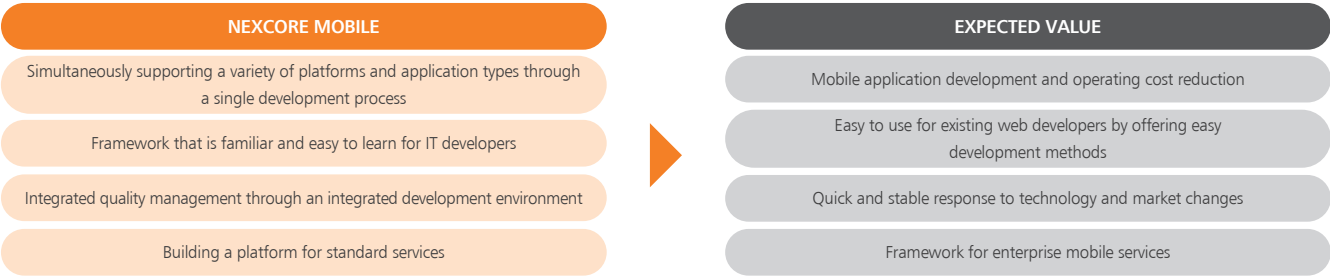 NEXCORE MOBILE
Simultaneously supporting a variety of platforms and application types through
a single development process
Framework that is familiar and easy to learn for IT developers
Integrated quality management through an integrated development environment
Building a platform for standard services
EXPECTED VALUE
Mobile application development and operating cost reduction
Easy to use for existing web developers by offering easy
development methods
Quick and stable response to technology and market changes
Framework for enterprise mobile services